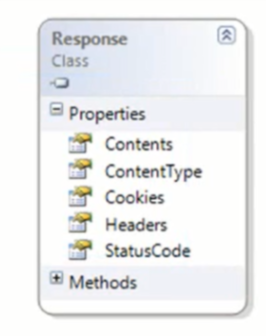 Response
Class
Properties
Contents
ContentType
Cookies
Headers
StatusCode
Methods